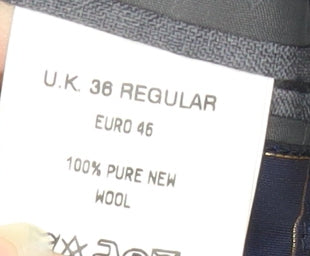 U.K. 36 REGULAR
EURO 46
100% PURE NEW
WOOL